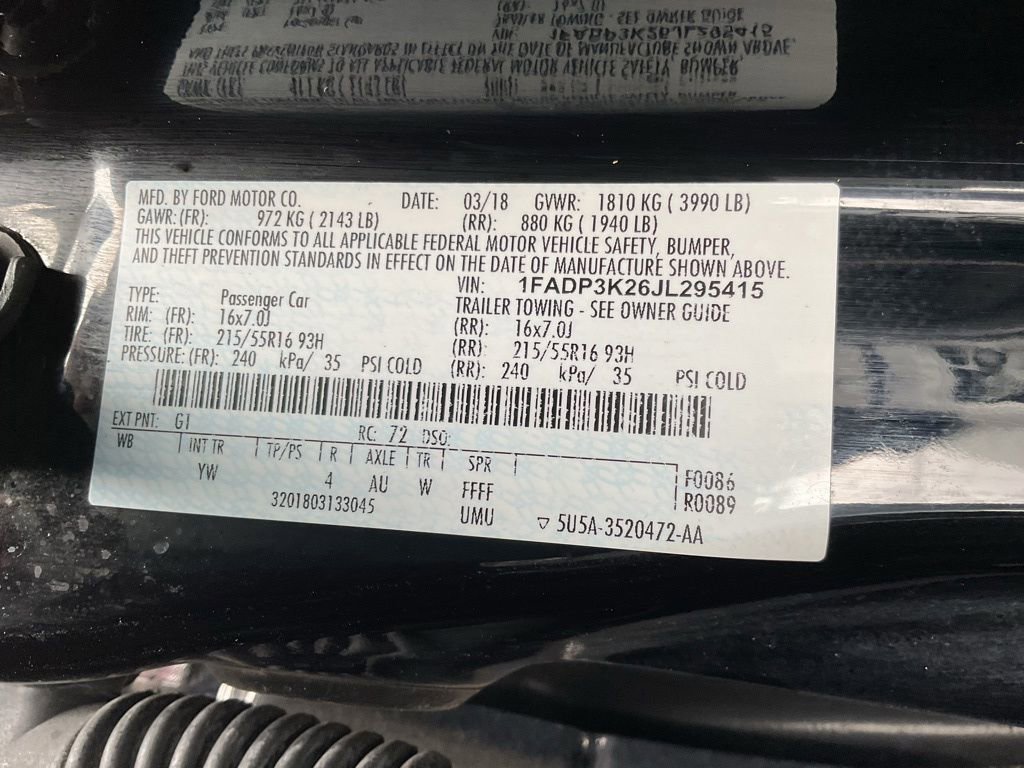 MFD. BY FORD MOTOR CO. DATE: 03/18 GVWR: 1810 KG ( 3990 LB)
GAWR: (FR): 972 KG ( 2143 LB) (RR): 880 KG ( 1940 LB)
THIS VEHICLE CONFORMS TO ALL APPLICABLE FEDERAL MOTOR VEHICLE SAFETY, BUMPER,
AND THEFT PREVENTION STANDARDS IN EFFECT ON THE DATE OF MANUFACTURE SHOWN ABOVE.
VIN: 1FADP3K26JL295415
TYPE: Passenger Car TRAILER TOWING - SEE OWNER GUIDE
RIM: (FR): 16x7.0J (RR): 16x7.0J
TIRE: (FR): 215/55R16 93H (RR): 215/55R16 93H
PRESSURE: (FR): 240 kPa/ 35 PSI COLD (RR): 240 kPa/ 35 PSI COLD
EXT PNT: G1 RC: 72 DSO:
WB INT TR TP/PS R AXLE TR SPR F0086
YW 4 AU W FFFF R0089
3201803133045 UMU 5U5A-3520472-AA